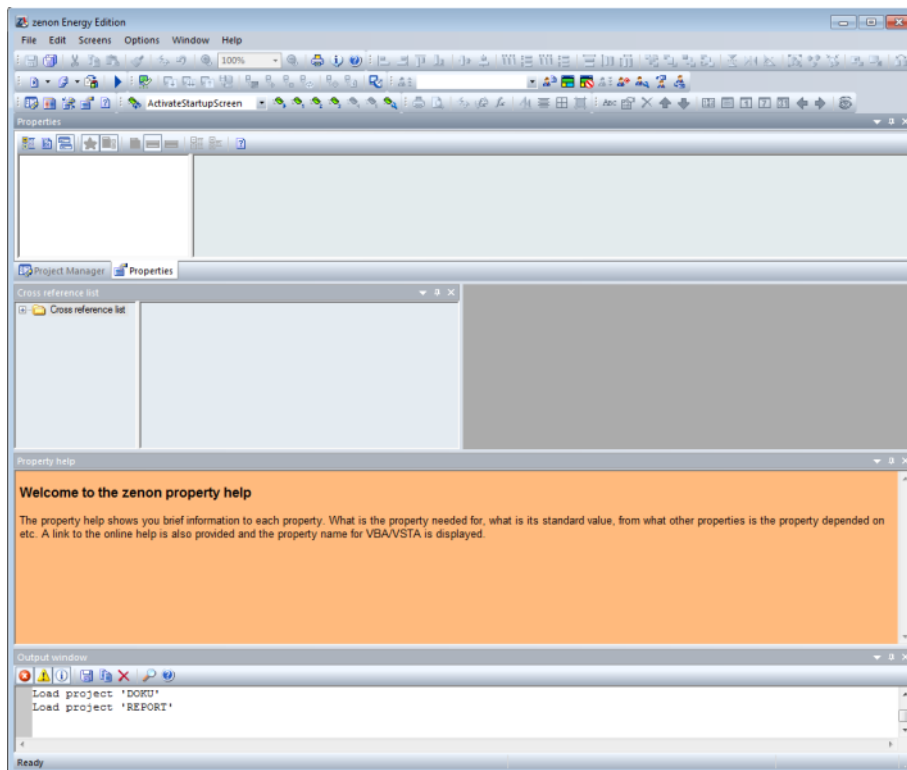 zenon Energy Edition
File Edit Screens Options Window Help
100%
ActivateStartupScreen
Properties
Project Manager Properties
Cross reference list
Cross reference list
Property help
Welcome to the zenon property help
The property help shows you brief information to each property. What is the property needed for, what is its standard value, from what other properties is the property depended on
etc. A link to the online help is also provided and the property name for VBA/VSTA is displayed.
Output window
Load project 'DOKU'
Load project 'REPORT'
Ready